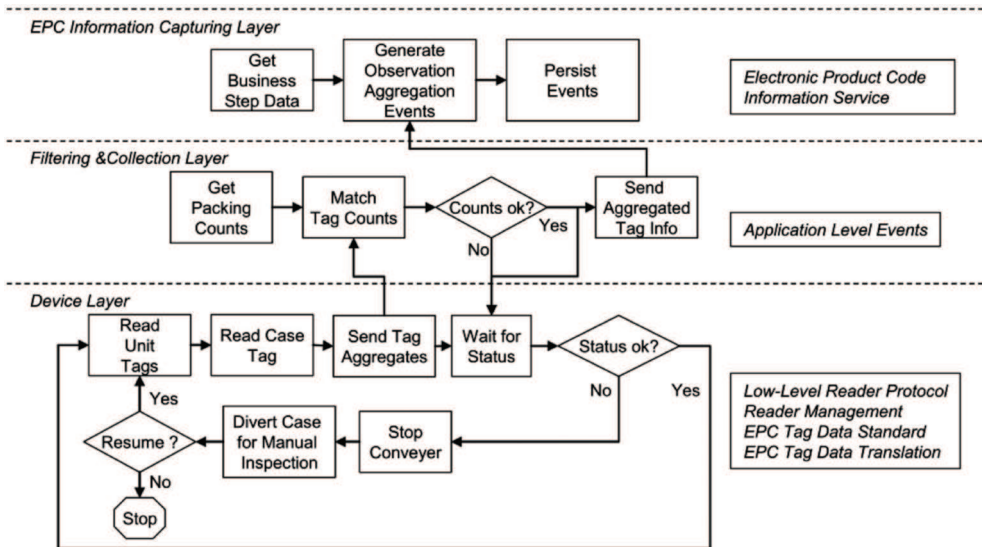 EPC Information Capturing Layer
Get
Business
Step Data
Generate
Observation
Aggregation
Events
Persist
Events
Electronic Product Code
Information Service
Filtering &Collection Layer
Get
Packing
Counts
Match
Tag Counts
Counts ok?
Yes
No
Send
Aggregated
Tag Info
Application Level Events
Device Layer
Read
Unit
Tags
Read Case
Tag
Send Tag
Aggregates
Wait for
Status
Status ok?
No
Yes
Low-Level Reader Protocol
Reader Management
EPC Tag Data Standard
EPC Tag Data Translation
Yes
Resume ?
Divert Case
for Manual
Inspection
Stop
Conveyer
No
Stop